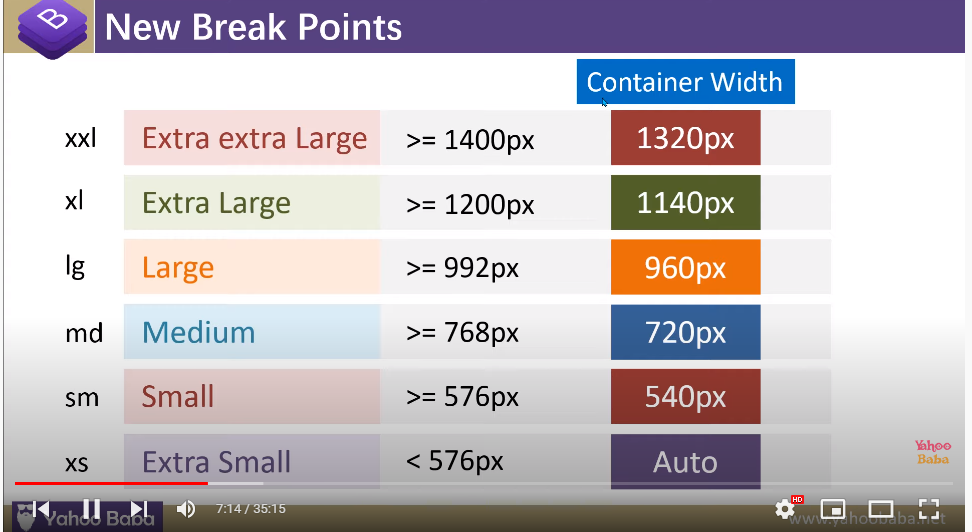 B
New Break Points
Container Width
xxl Extra extra Large >= 1400px 1320px
xl Extra Large >= 1200px 1140px
lg Large >= 992px 960px
md Medium >= 768px 720px
sm Small >= 576px 540px
xs Extra Small < 576px Auto
Yahoo
Baba
7:14 / 35:15
HD
Yahoo Baba
www.yahoobaba.net